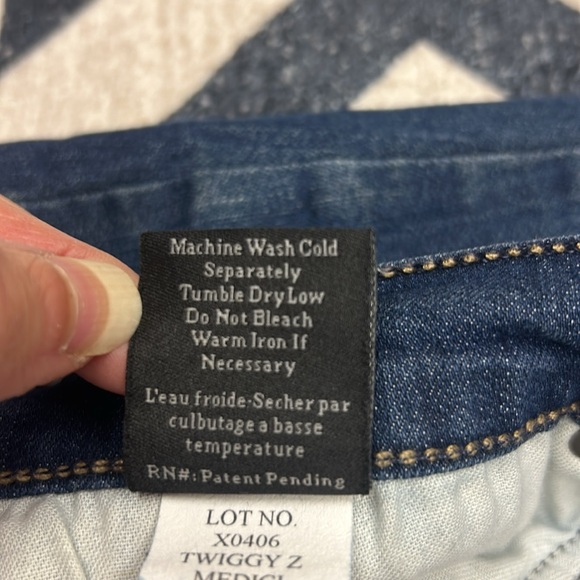 Machine Wash Cold
Separately
Tumble Dry Low
Do Not Bleach
Warm Iron If
Necessary
L'eau froide-Secher par
culbutage a basse
temperature
RN#: Patent Pending
LOT NO.
X0406
TWIGGY Z
MEDICI